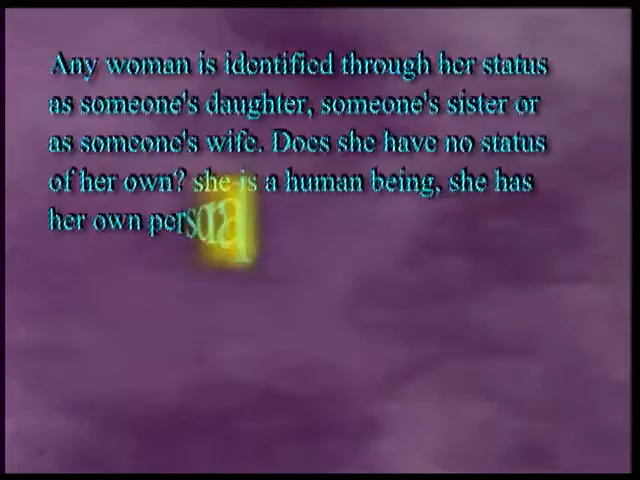 Any woman is identified through her status
as someone's daughter, someone's sister or
as someone's wife. Does she have no status
of her own? she is a human being, she has
her own persona